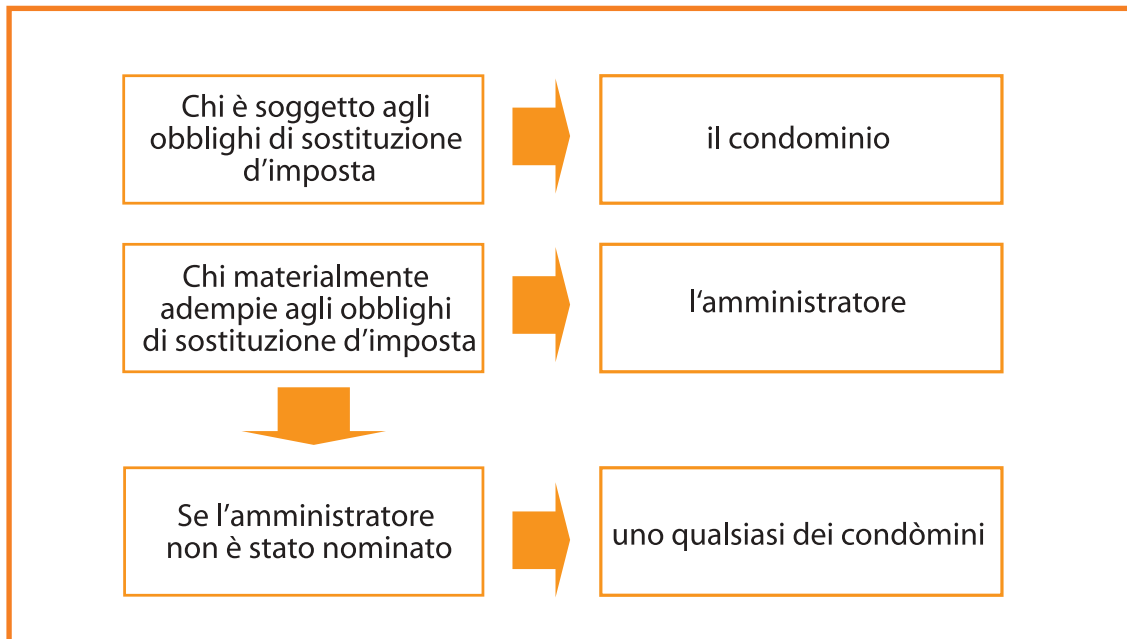 Chi è soggetto agli
obblighi di sostituzione
d’imposta
il condominio
Chi materialmente
adempie agli obblighi
di sostituzione d’imposta
l‘amministratore
Se l’amministratore
non è stato nominato
uno qualsiasi dei condòmini